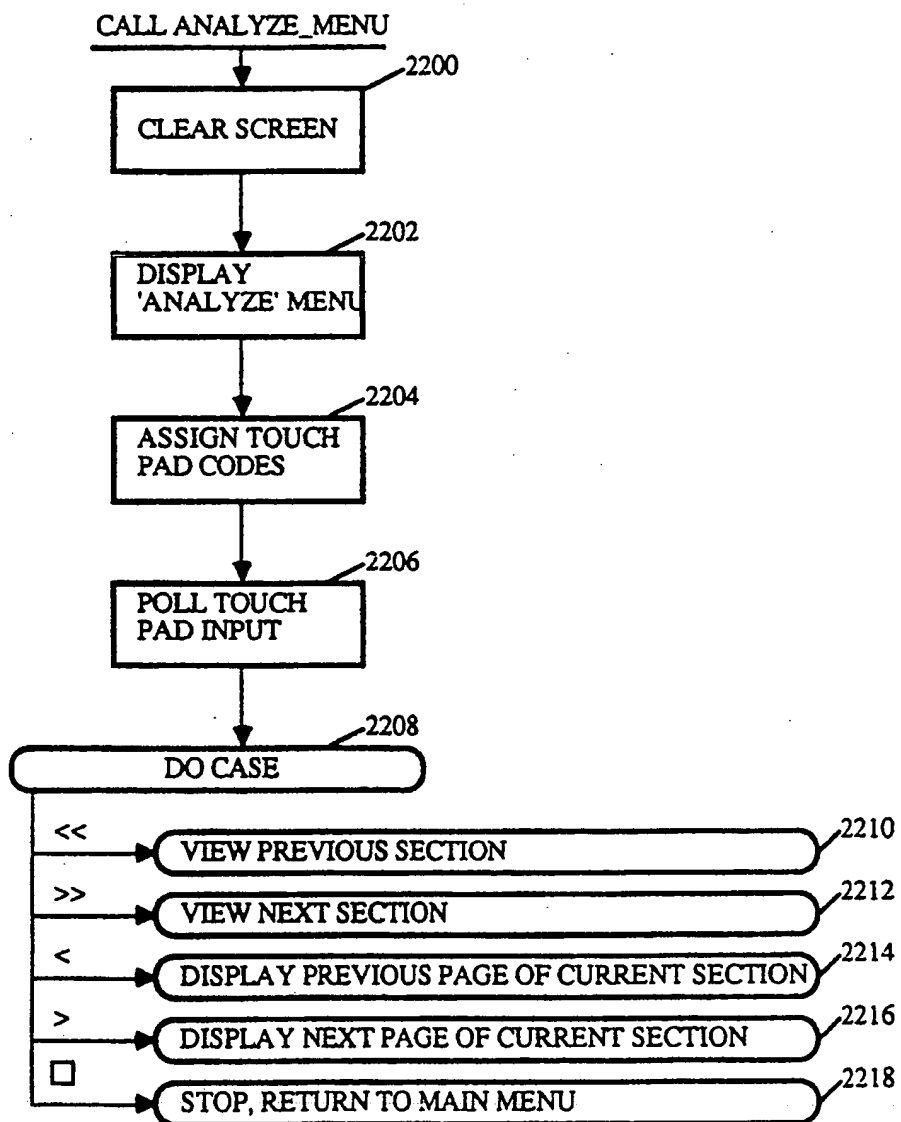 CALL ANALYZE_MENU
2200
CLEAR SCREEN
2202
DISPLAY
'ANALYZE' MENU
2204
ASSIGN TOUCH
PAD CODES
2206
POLL TOUCH
PAD INPUT
2208
DO CASE
<<
VIEW PREVIOUS SECTION
2210
>>
VIEW NEXT SECTION
2212
<
DISPLAY PREVIOUS PAGE OF CURRENT SECTION
2214
>
DISPLAY NEXT PAGE OF CURRENT SECTION
2216
□
STOP, RETURN TO MAIN MENU
2218